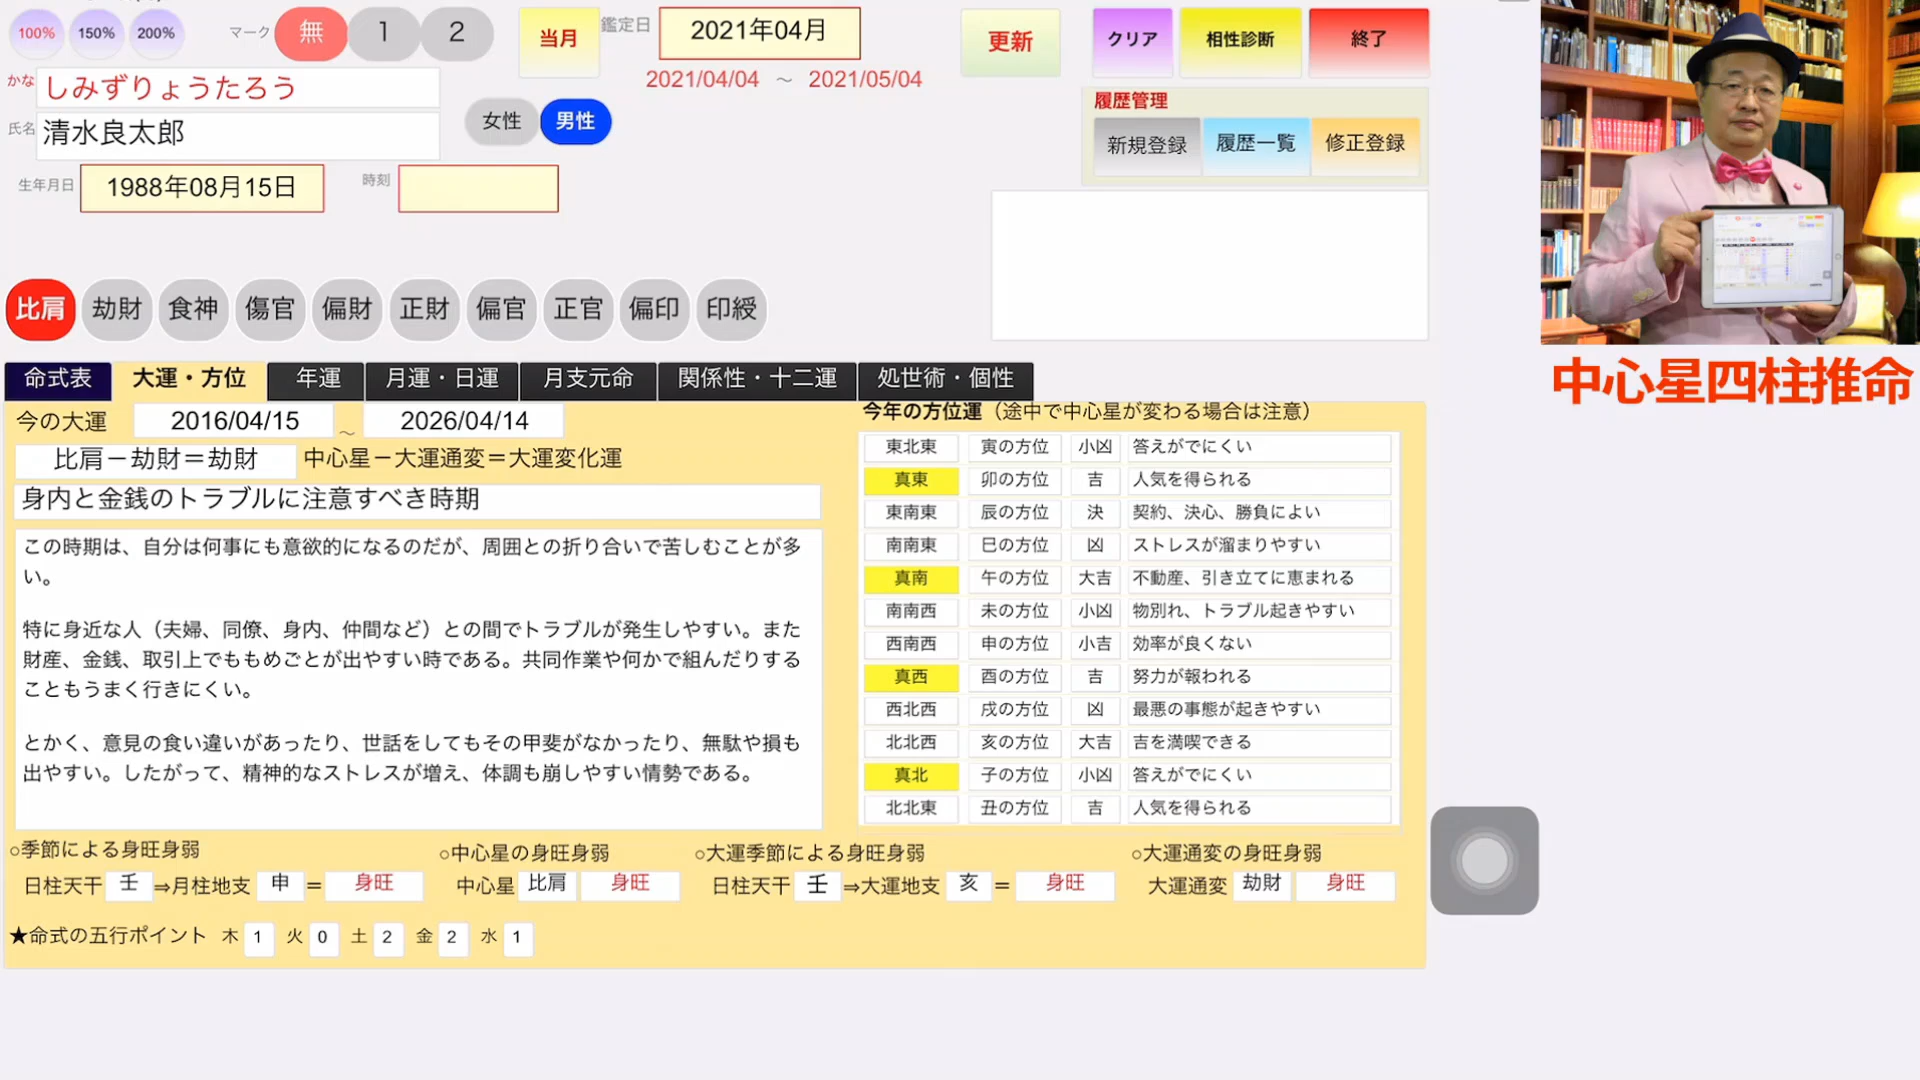 100% 150% 200% マーク 無 1 2 当月 鑑定日 2021年04月 更新 クリア 相性診断 終了
2021/04/04 ～ 2021/05/04
かな しみずりょうたろう
履歴管理
氏名 清水良太郎 女性 男性
新規登録 履歴一覧 修正登録
生年月日 1988年08月15日 時刻
比肩 劫財 食神 傷官 偏財 正財 偏官 正官 偏印 印綬
中心星四柱推命
命式表 大運・方位 年運 月運・日運 月支元命 関係性・十二運 処世術・個性
今の大運 2016/04/15 ～ 2026/04/14
比肩－劫財＝劫財 中心星－大運通変＝大運変化運
身内と金銭のトラブルに注意すべき時期
この時期は、自分は何事にも意欲的になるのだが、周囲との折り合いで苦しむことが多
い。
特に身近な人（夫婦、同僚、身内、仲間など）との間でトラブルが発生しやすい。また
財産、金銭、取引上でももめごとが出やすい時である。共同作業や何かで組んだりする
こともうまく行きにくい。
とかく、意見の食い違いがあったり、世話をしてもその甲斐がなかったり、無駄や損も
出やすい。したがって、精神的なストレスが増え、体調も崩しやすい情勢である。
今年の方位運（途中で中心星が変わる場合は注意）
東北東 寅の方位 小凶 答えがでにくい
真東 卯の方位 吉 人気を得られる
東南東 辰の方位 決 契約、決心、勝負によい
南南東 巳の方位 凶 ストレスが溜まりやすい
真南 午の方位 大吉 不動産、引き立てに恵まれる
南南西 未の方位 小凶 物別れ、トラブル起きやすい
西南西 申の方位 小吉 効率が良くない
真西 酉の方位 吉 努力が報われる
西北西 戌の方位 凶 最悪の事態が起きやすい
北北西 亥の方位 大吉 吉を満喫できる
真北 子の方位 小凶 答えがでにくい
北北東 丑の方位 吉 人気を得られる
○季節による身旺身弱 ○中心星の身旺身弱 ○大運季節による身旺身弱 ○大運通変の身旺身弱
日柱天干 壬 ⇒月柱地支 申 = 身旺 中心星 比肩 身旺 日柱天干 壬 ⇒大運地支 亥 = 身旺 大運通変 劫財 身旺
★命式の五行ポイント 木 1 火 0 土 2 金 2 水 1